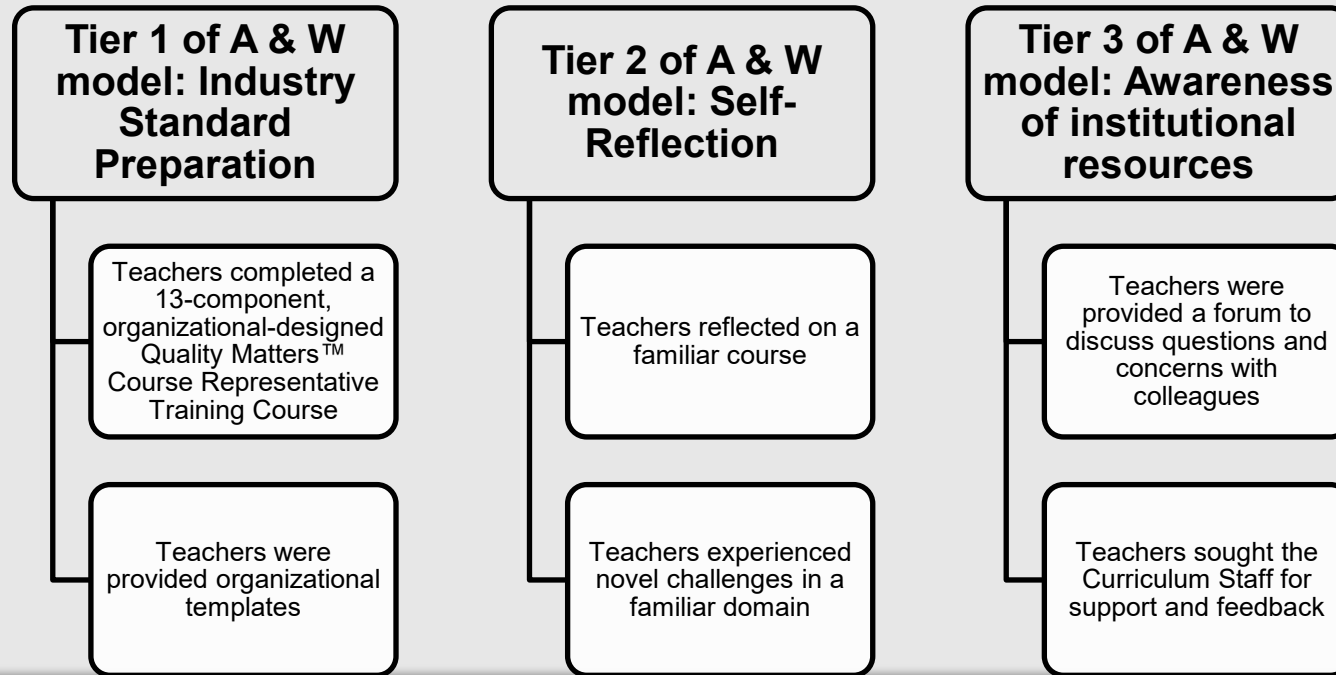 Tier 1 of A & W
model: Industry
Standard
Preparation
Teachers completed a
13-component,
organizational-designed
Quality Matters™
Course Representative
Training Course
Teachers were
provided organizational
templates
Tier 2 of A & W
model: Self-
Reflection
Teachers reflected on a
familiar course
Teachers experienced
novel challenges in a
familiar domain
Tier 3 of A & W
model: Awareness
of institutional
resources
Teachers were
provided a forum to
discuss questions and
concerns with
colleagues
Teachers sought the
Curriculum Staff for
support and feedback